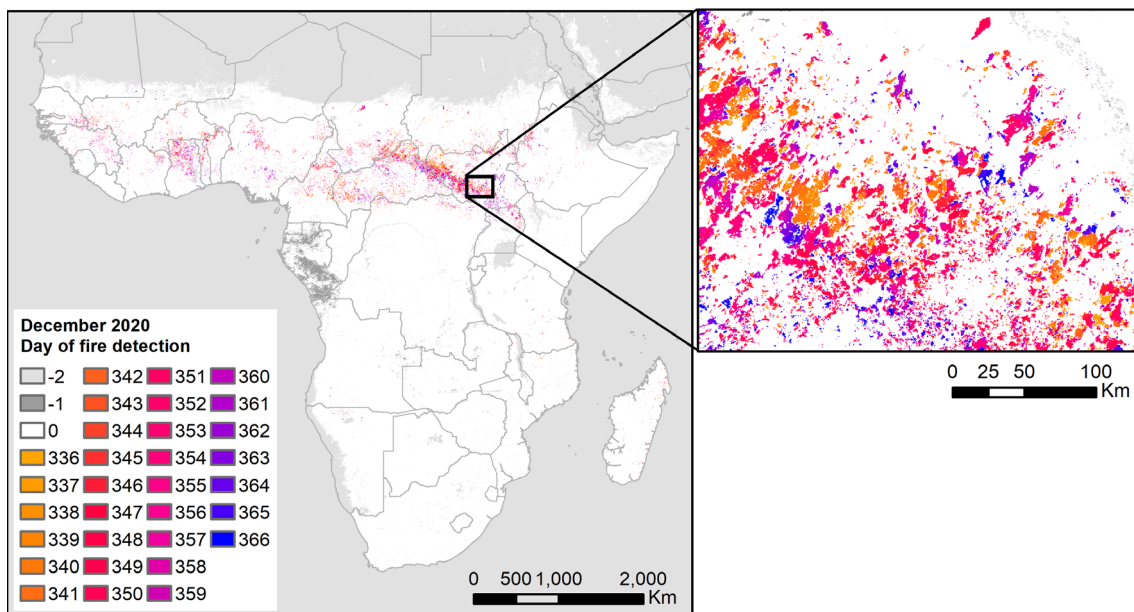 December 2020
Day of fire detection
-2 342 351 360
-1 343 352 361
0 344 353 362
336 345 354 363
337 346 355 364
338 347 356 365
339 348 357 366
340 349 358
341 350 359
0 500 1,000 2,000
Km
0 25 50 100
Km